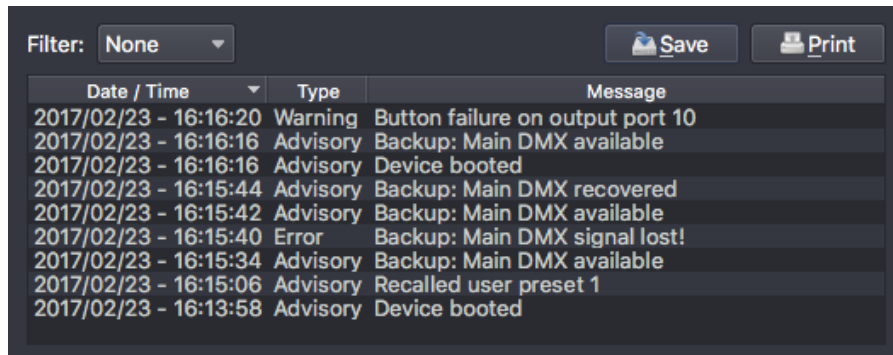 Filter: None Save Print
Date / Time Type Message
2017/02/23 - 16:16:20 Warning Button failure on output port 10
2017/02/23 - 16:16:16 Advisory Backup: Main DMX available
2017/02/23 - 16:16:16 Advisory Device booted
2017/02/23 - 16:15:44 Advisory Backup: Main DMX recovered
2017/02/23 - 16:15:42 Advisory Backup: Main DMX available
2017/02/23 - 16:15:40 Error Backup: Main DMX signal lost!
2017/02/23 - 16:15:34 Advisory Backup: Main DMX available
2017/02/23 - 16:15:06 Advisory Recalled user preset 1
2017/02/23 - 16:13:58 Advisory Device booted